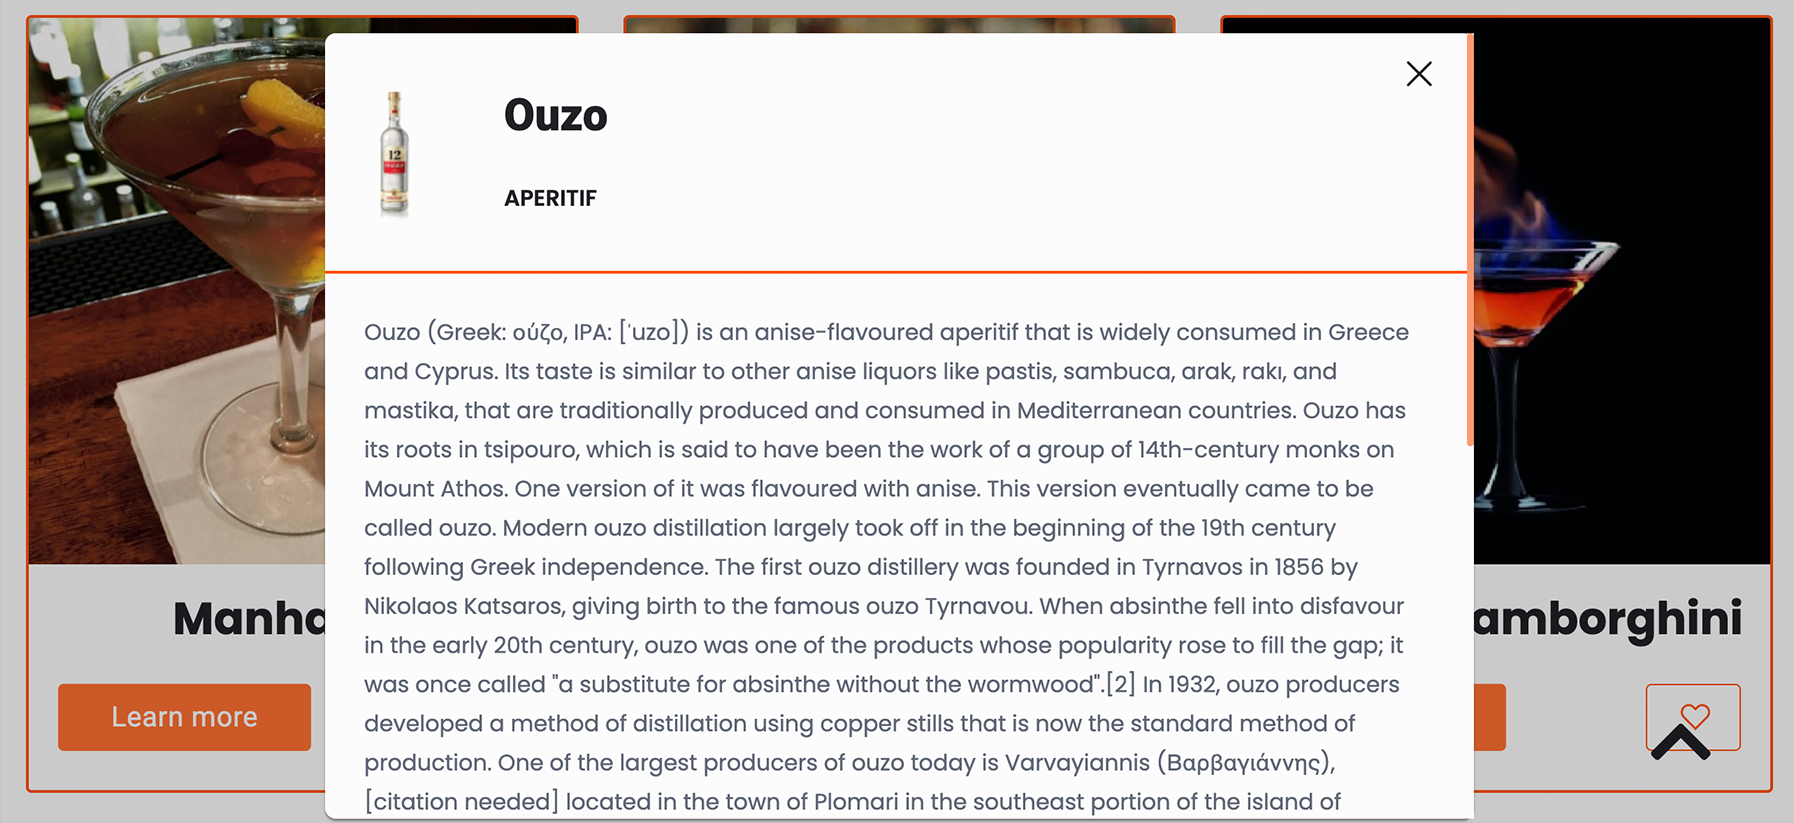 Ouzo
12
APERITIF
Ouzo (Greek: ούζο, IPA: [ˈuzo]) is an anise-flavoured aperitif that is widely consumed in Greece
and Cyprus. Its taste is similar to other anise liquors like pastis, sambuca, arak, rakı, and
mastika, that are traditionally produced and consumed in Mediterranean countries. Ouzo has
its roots in tsipouro, which is said to have been the work of a group of 14th-century monks on
Mount Athos. One version of it was flavoured with anise. This version eventually came to be
called ouzo. Modern ouzo distillation largely took off in the beginning of the 19th century
following Greek independence. The first ouzo distillery was founded in Tyrnavos in 1856 by
Nikolaos Katsaros, giving birth to the famous ouzo Tyrnavou. When absinthe fell into disfavour
in the early 20th century, ouzo was one of the products whose popularity rose to fill the gap; it
was once called "a substitute for absinthe without the wormwood".[2] In 1932, ouzo producers
developed a method of distillation using copper stills that is now the standard method of
production. One of the largest producers of ouzo today is Varvayiannis (Βαρβαγιάννης),
[citation needed] located in the town of Plomari in the southeast portion of the island of
Manha
Learn more
amborghini